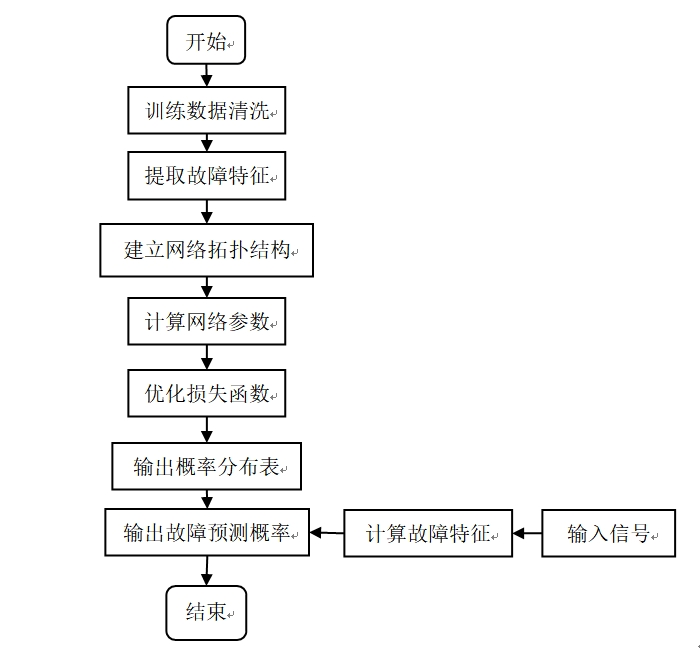 开始
训练数据清洗
提取故障特征
建立网络拓扑结构
计算网络参数
优化损失函数
输出概率分布表
输出故障预测概率
计算故障特征
输入信号
结束